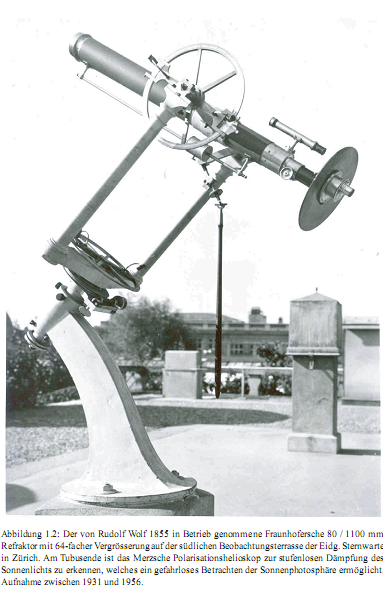 Abbildung 1.2: Der von Rudolf Wolf 1855 in Betrieb genommene Fraunhofersche 80 / 1100 mm
Refraktor mit 64-facher Vergrösserung auf der südlichen Beobachtungsterrasse der Eidg. Sternwarte
in Zürich. Am Tubusende ist das Merzsche Polarisationshelioskop zur stufenlosen Dämpfung des
Sonnenlichts zu erkennen, welches ein gefahrloses Betrachten der Sonnenphotosphäre ermöglicht.
Aufnahme zwischen 1931 und 1956.